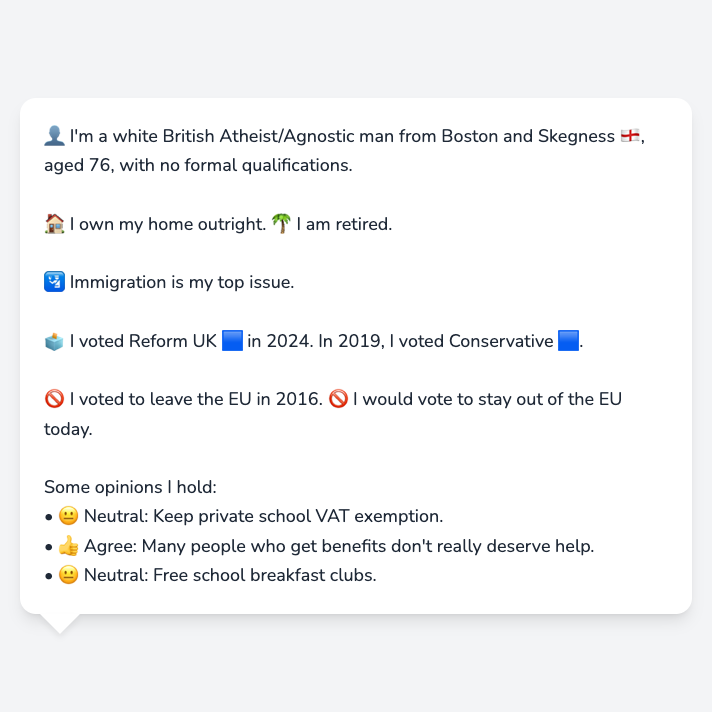 👤 I'm a white British Atheist/Agnostic man from Boston and Skegness 🏴󠁧󠁢󠁥󠁮󠁧󠁿,
aged 76, with no formal qualifications.
🏠 I own my home outright. 🌴 I am retired.
🛂 Immigration is my top issue.
🗳️ I voted Reform UK 🟦 in 2024. In 2019, I voted Conservative 🟦.
🚫 I voted to leave the EU in 2016. 🚫 I would vote to stay out of the EU
today.
Some opinions I hold:
• 😐 Neutral: Keep private school VAT exemption.
• 👍 Agree: Many people who get benefits don't really deserve help.
• 😐 Neutral: Free school breakfast clubs.